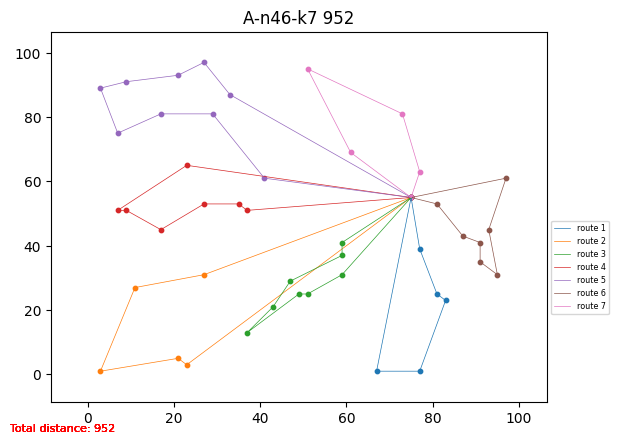 A-n46-k7 952
100
80
60
40
20
0
0 20 40 60 80 100
route 1
route 2
route 3
route 4
route 5
route 6
route 7
Total distance: 952